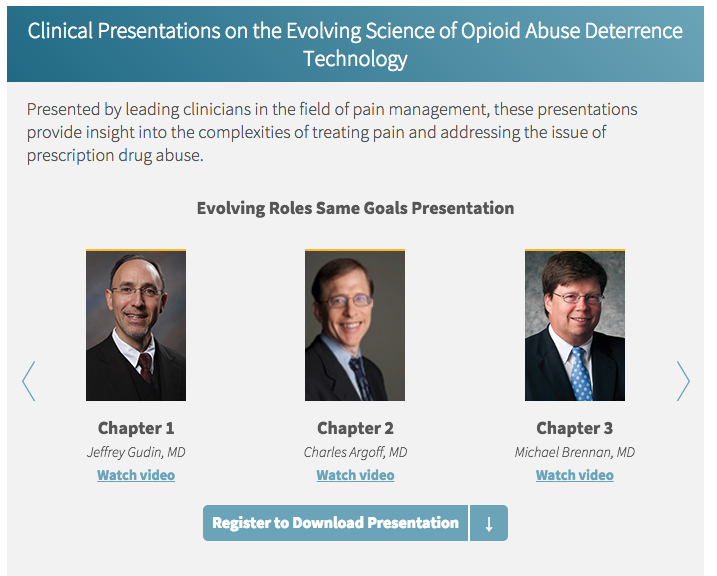 Clinical Presentations on the Evolving Science of Opioid Abuse Deterrence
Technology
Presented by leading clinicians in the field of pain management, these presentations
provide insight into the complexities of treating pain and addressing the issue of
prescription drug abuse.
Evolving Roles Same Goals Presentation
Chapter 1
Jeffrey Gudin, MD
Watch video
Chapter 2
Charles Argoff, MD
Watch video
Chapter 3
Michael Brennan, MD
Watch video
Register to Download Presentation ↓